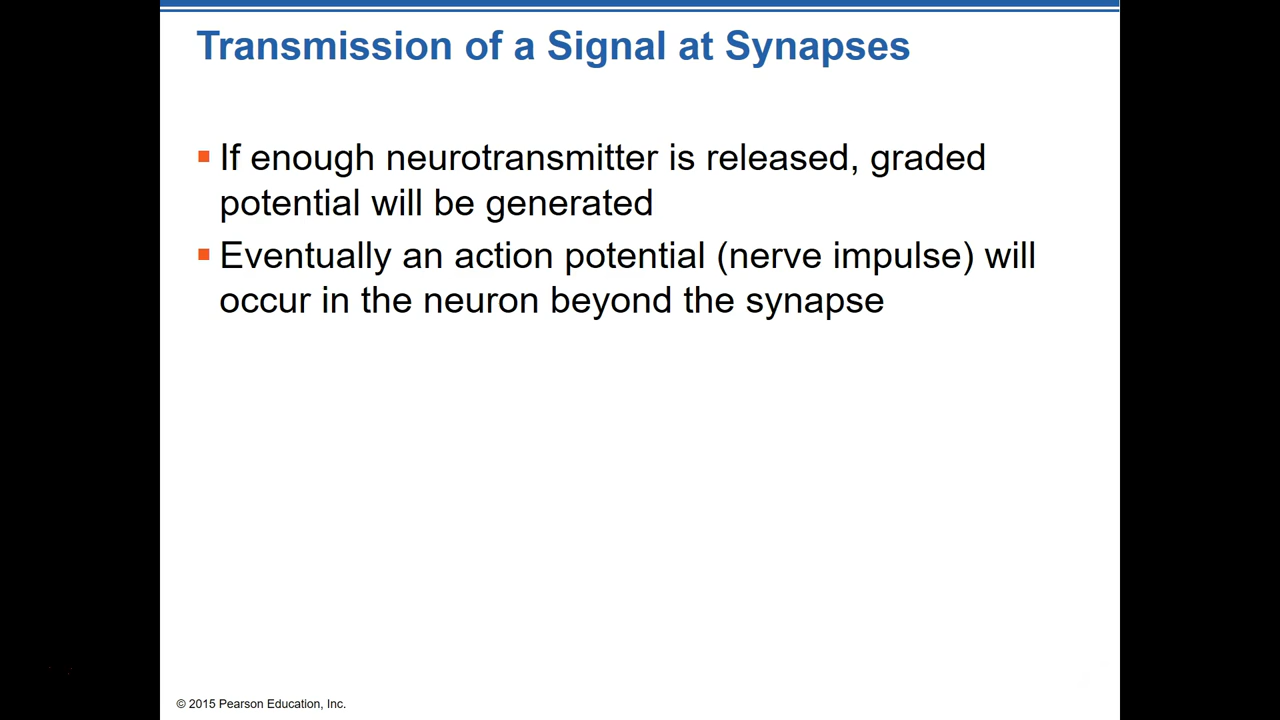 Transmission of a Signal at Synapses
If enough neurotransmitter is released, graded
potential will be generated
Eventually an action potential (nerve impulse) will
occur in the neuron beyond the synapse
© 2015 Pearson Education, Inc.